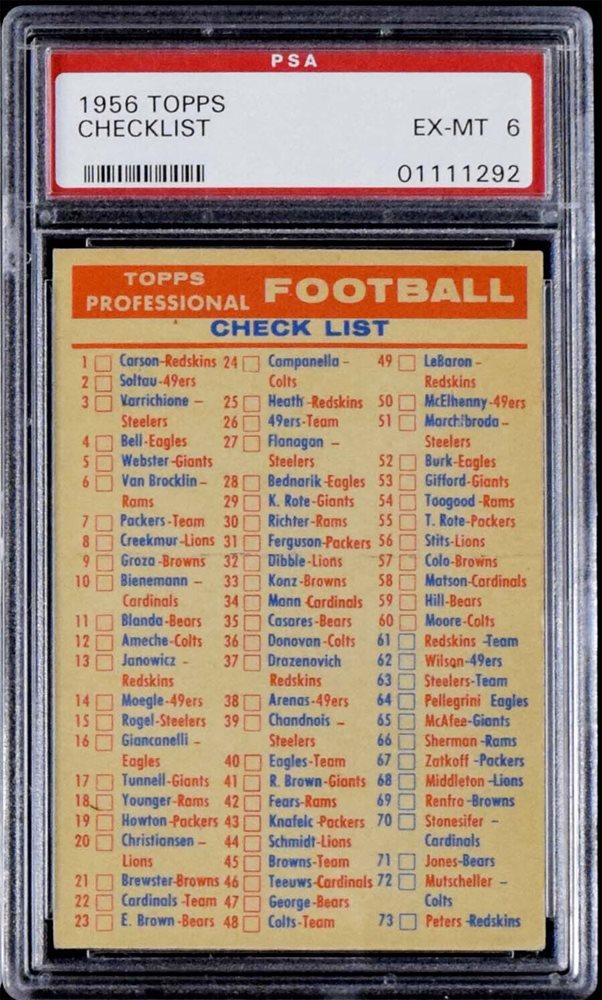 PSA
1956 TOPPS
CHECKLIST
EX-MT 6
01111292
TOPPS
PROFESSIONAL
FOOTBALL
CHECK LIST
1 Carson-Redskins
2 Soltau-49ers
3 Varrichione -
Steelers
4 Bell-Eagles
5 Webster-Giants
6 Van Brocklin -
Rams
7 Packers-Team
8 Creekmur-Lions
9 Groza-Browns
10 Bienemann -
Cardinals
11 Blanda-Bears
12 Ameche-Colts
13 Janowicz -
Redskins
14 Moegle-49ers
15 Rogel-Steelers
16 Giancanelli -
Eagles
17 Tunnell-Giants
18 Younger-Rams
19 Howton-Packers
20 Christiansen -
Lions
21 Brewster-Browns
22 Cardinals-Team
23 E. Brown-Bears
24 Campanella -
Colts
25 Heath-Redskins
26 49ers-Team
27 Flanagan -
Steelers
28 Bednarik-Eagles
29 K. Rote-Giants
30 Richter-Rams
31 Ferguson-Packers
32 Dibble-Lions
33 Konz-Browns
34 Mann Cardinals
35 Casares-Bears
36 Donovan-Colts
37 Drazenovich
Redskins
38 Arenas-49ers
39 Chandnois -
Steelers
40 Eagles-Team
41 R. Brown-Giants
42 Fears-Rams
43 Knafelc-Packers
44 Schmidt-Lions
45 Browns-Team
46 Teeuws-Cardinals
47 George-Bears
48 Colts-Team
49 LeBaron -
Redskins
50 McElhenny-49ers
51 Marchibroda -
Steelers
52 Burk-Eagles
53 Gifford-Giants
54 Toogood-Rams
55 T. Rote-Packers
56 Stits-Lions
57 Colo-Browns
58 Matson-Cardinals
59 Hill-Bears
60 Moore-Colts
61 Redskins-Team
62 Wilson-49ers
63 Steelers-Team
64 Pellegrini Eagles
65 McAfee-Giants
66 Sherman-Rams
67 Zatkoff-Packers
68 Middleton-Lions
69 Renfro-Browns
70 Stonesifer -
Cardinals
71 Jones-Bears
72 Mutscheller -
Colts
73 Peters-Redskins